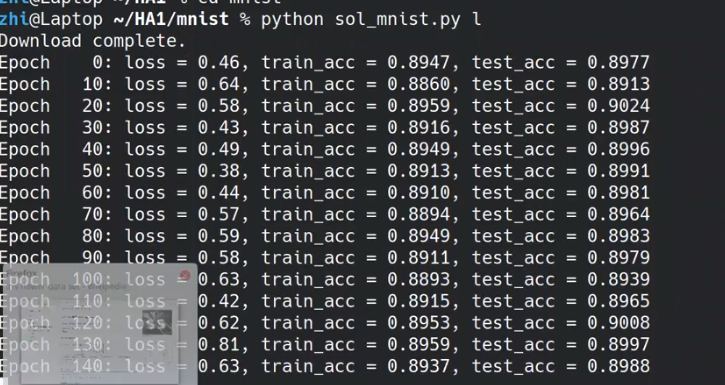 zhi@Laptop ~/HA1/mnist % python sol_mnist.py l
Download complete.
Epoch 0: loss = 0.46, train_acc = 0.8947, test_acc = 0.8977
Epoch 10: loss = 0.64, train_acc = 0.8860, test_acc = 0.8913
Epoch 20: loss = 0.58, train_acc = 0.8959, test_acc = 0.9024
Epoch 30: loss = 0.43, train_acc = 0.8916, test_acc = 0.8987
Epoch 40: loss = 0.49, train_acc = 0.8949, test_acc = 0.8996
Epoch 50: loss = 0.38, train_acc = 0.8913, test_acc = 0.8991
Epoch 60: loss = 0.44, train_acc = 0.8910, test_acc = 0.8981
Epoch 70: loss = 0.57, train_acc = 0.8894, test_acc = 0.8964
Epoch 80: loss = 0.59, train_acc = 0.8949, test_acc = 0.8983
Epoch 90: loss = 0.58, train_acc = 0.8911, test_acc = 0.8979
Epoch 100: loss = 0.63, train_acc = 0.8893, test_acc = 0.8939
Epoch 110: loss = 0.42, train_acc = 0.8915, test_acc = 0.8965
Epoch 120: loss = 0.62, train_acc = 0.8953, test_acc = 0.9008
Epoch 130: loss = 0.81, train_acc = 0.8959, test_acc = 0.8997
Epoch 140: loss = 0.63, train_acc = 0.8937, test_acc = 0.8988